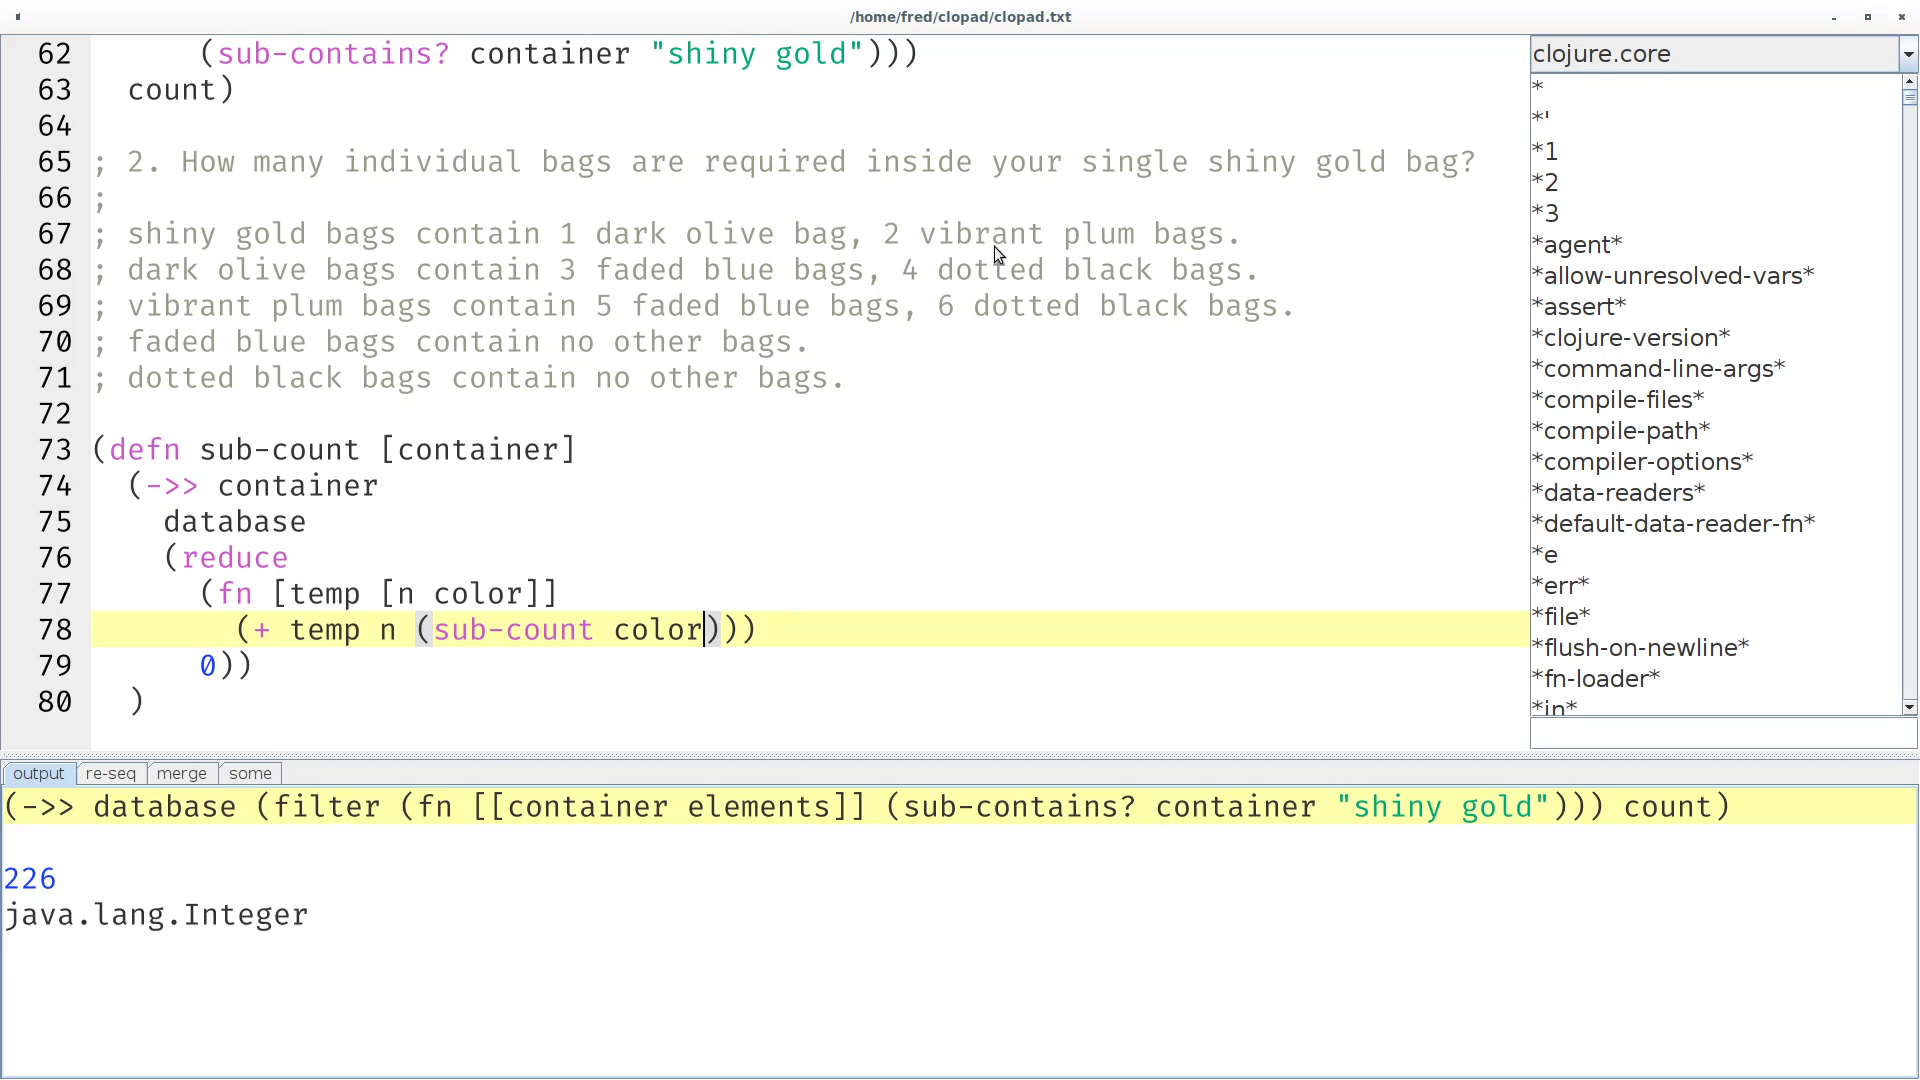 /home/fred/clopad/clopad.txt
62 (sub-contains? container "shiny gold")))
63 count)
64
65 ; 2. How many individual bags are required inside your single shiny gold bag?
66 ;
67 ; shiny gold bags contain 1 dark olive bag, 2 vibrant plum bags.
68 ; dark olive bags contain 3 faded blue bags, 4 dotted black bags.
69 ; vibrant plum bags contain 5 faded blue bags, 6 dotted black bags.
70 ; faded blue bags contain no other bags.
71 ; dotted black bags contain no other bags.
72
73 (defn sub-count [container]
74 (->> container
75 database
76 (reduce
77 (fn [temp [n color]]
78 (+ temp n (sub-count color)))
79 0))
80 )
clojure.core
*
*'
*1
*2
*3
*agent*
*allow-unresolved-vars*
*assert*
*clojure-version*
*command-line-args*
*compile-files*
*compile-path*
*compiler-options*
*data-readers*
*default-data-reader-fn*
*e
*err*
*file*
*flush-on-newline*
*fn-loader*
*in*
output re-seq merge some
(->> database (filter (fn [[container elements]] (sub-contains? container "shiny gold"))) count)
226
java.lang.Integer